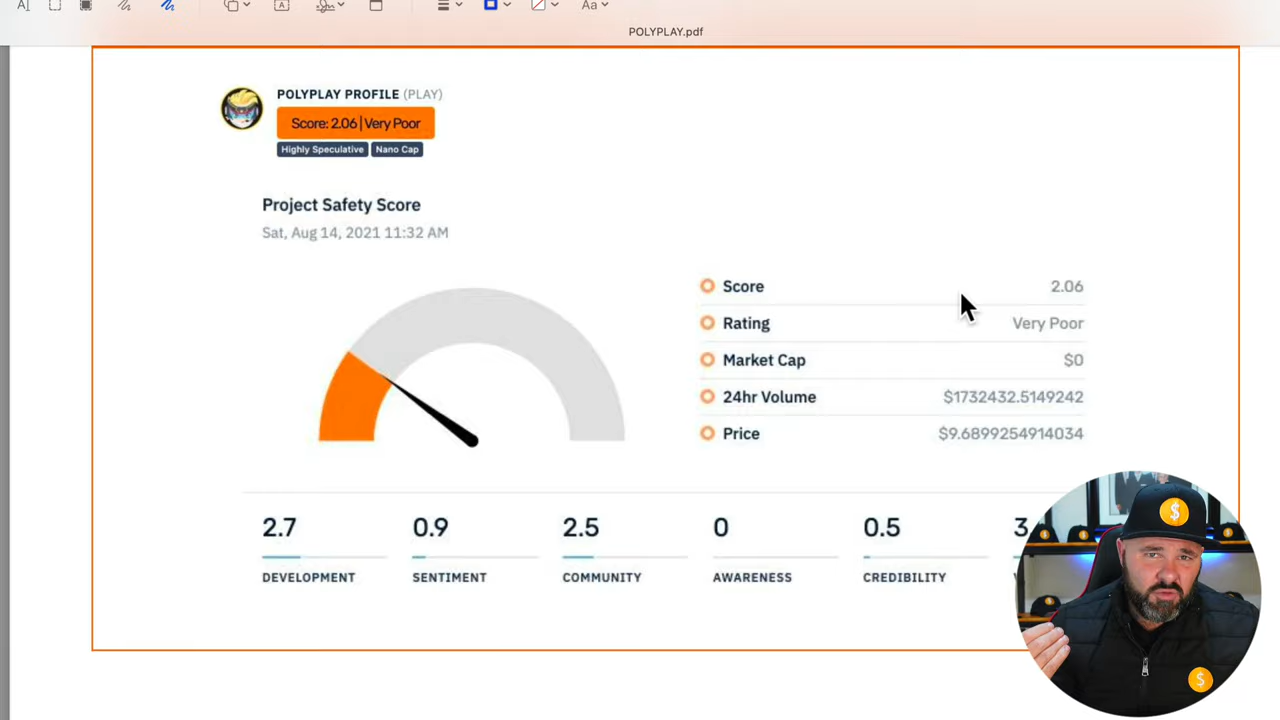 POLYPLAY.pdf
POLYPLAY PROFILE (PLAY)
Score: 2.06 | Very Poor
Highly Speculative Nano Cap
Project Safety Score
Sat, Aug 14, 2021 11:32 AM
Score 2.06
Rating Very Poor
Market Cap $0
24hr Volume $1732432.5149242
Price $9.6899254914034
2.7 0.9 2.5 0 0.5
DEVELOPMENT SENTIMENT COMMUNITY AWARENESS CREDIBILITY